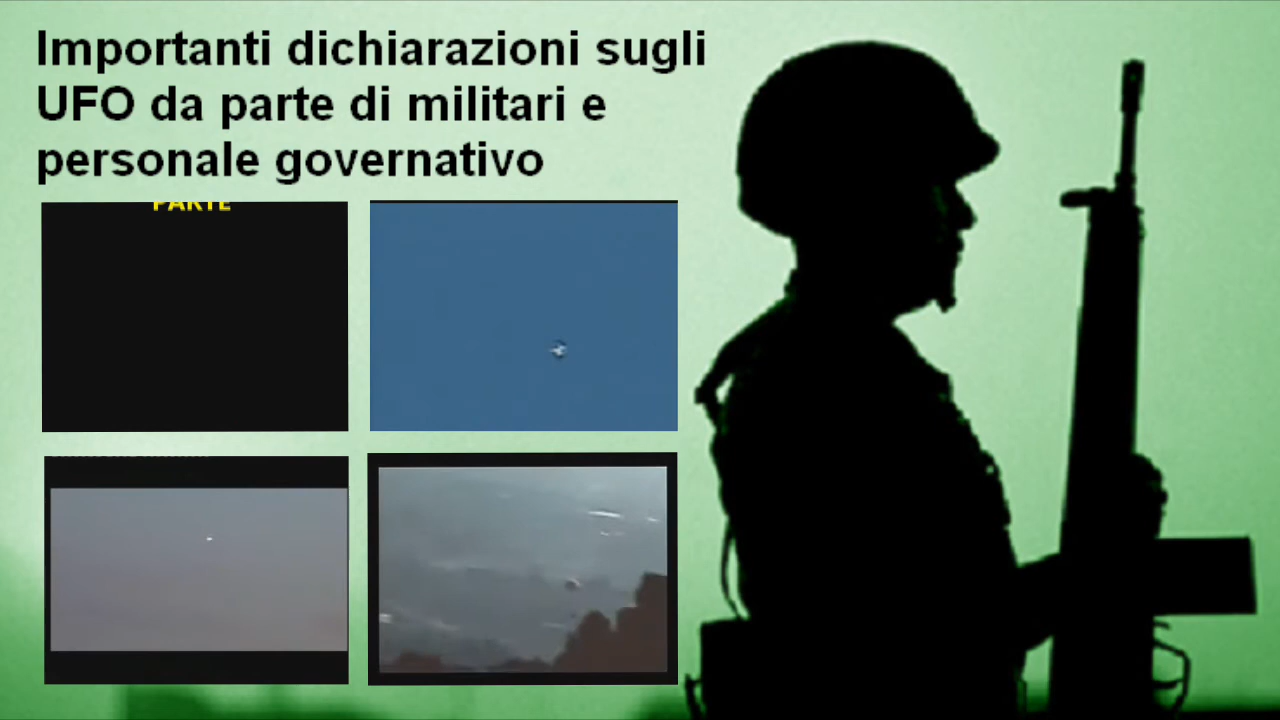 Importanti dichiarazioni sugli
UFO da parte di militari e
personale governativo
PARTE